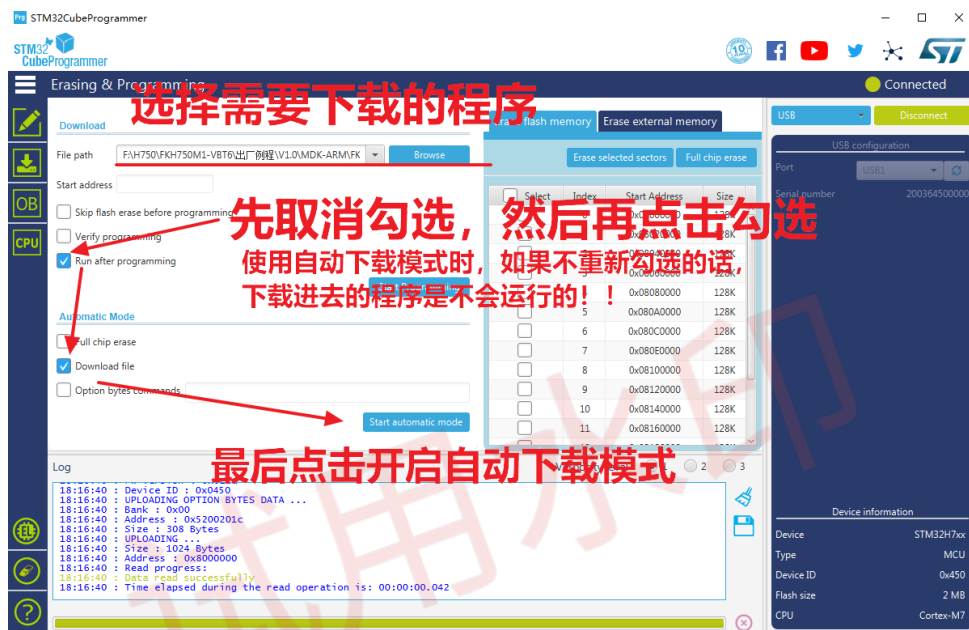 Prg STM32CubeProgrammer
STM32
CubeProgrammer
Erasing & Programming
Connected
选择需要下载的程序
Download
File path F:\H750\FKH750M1-VBT6\出厂例程\V1.0\MDK-ARM\FK Browse
Start address
Skip flash erase before programming
Verify programming
Run after programming
先取消勾选，然后再点击勾选
使用自动下载模式时，如果不重新勾选的话，
下载进去的程序是不会运行的！！
Automatic Mode
Full chip erase
Download file
Option bytes commands
Start automatic mode
flash memory Erase external memory
Erase selected sectors Full chip erase
Select Index Start Address Size
0x08080000 128K
5 0x080A0000 128K
6 0x080C0000 128K
7 0x080E0000 128K
8 0x08100000 128K
9 0x08120000 128K
10 0x08140000 128K
11 0x08160000 128K
最后点击开启自动下载模式
Log
2 3
18:16:40 : Device ID : 0x0450
18:16:40 : UPLOADING OPTION BYTES DATA ...
18:16:40 : Bank : 0x00
18:16:40 : Address : 0x5200201c
18:16:40 : Size : 308 Bytes
18:16:40 : UPLOADING ...
18:16:40 : Size : 1024 Bytes
18:16:40 : Address : 0x8000000
18:16:40 : Read progress:
18:16:40 : Data read successfully
18:16:40 : Time elapsed during the read operation is: 00:00:00.042
USB Disconnect
USB configuration
Port USB1
Serial number 200364500000
Device information
Device STM32H7xx
Type MCU
Device ID 0x450
Flash size 2 MB
CPU Cortex-M7
OB
CPU
试用水印